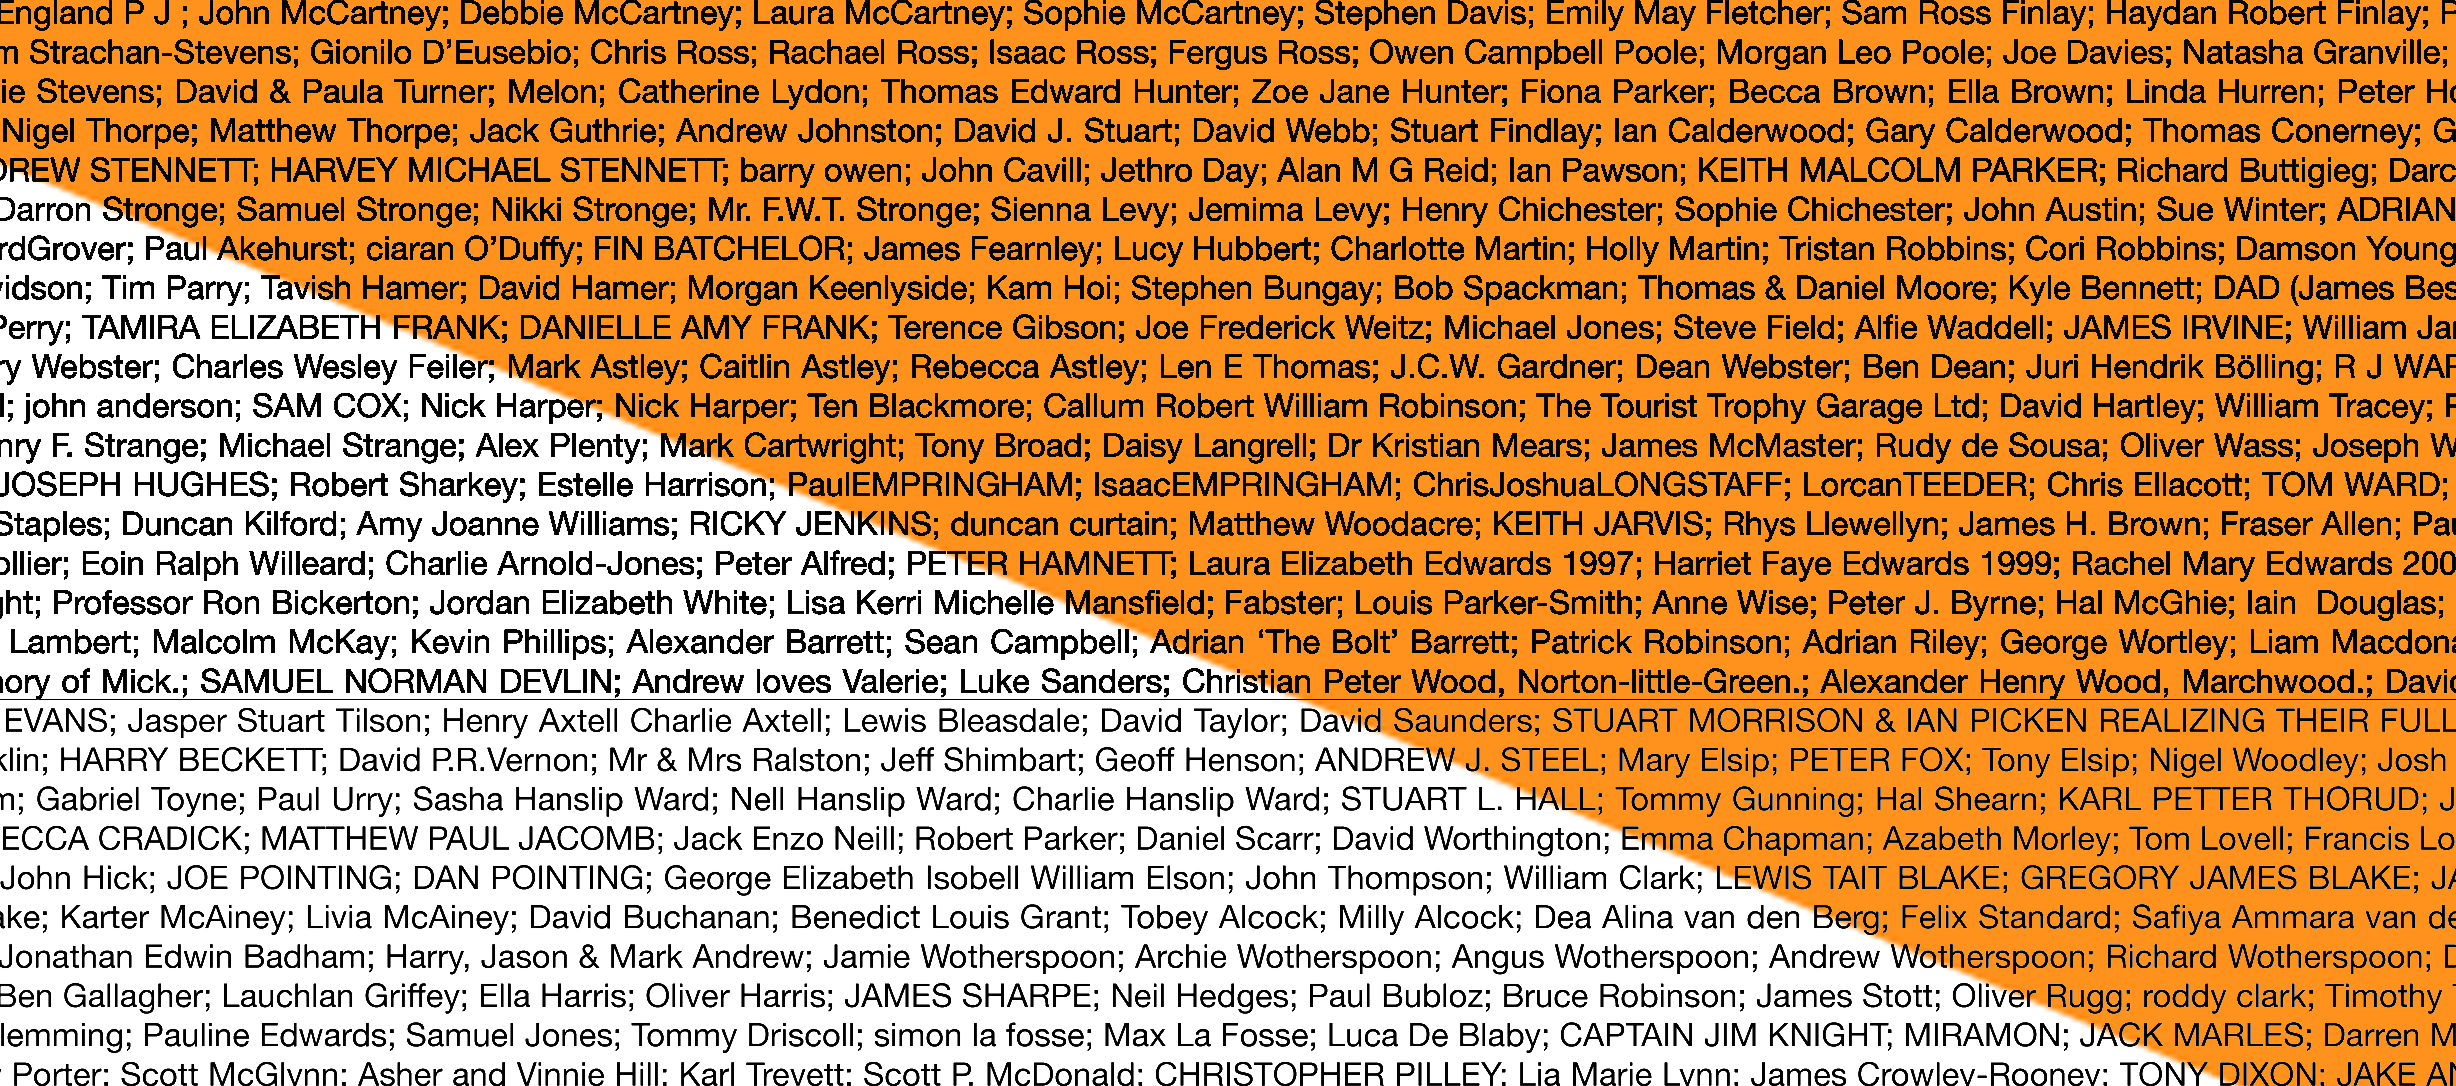 England P J ; John McCartney; Debbie McCartney; Laura McCartney; Sophie McCartney; Stephen Davis; Emily May Fletcher; Sam Ross Finlay; Haydan Robert Finlay;
Strachan-Stevens; Gionilo D’Eusebio; Chris Ross; Rachael Ross; Isaac Ross; Fergus Ross; Owen Campbell Poole; Morgan Leo Poole; Joe Davies; Natasha Granville;
ie Stevens; David & Paula Turner; Melon; Catherine Lydon; Thomas Edward Hunter; Zoe Jane Hunter; Fiona Parker; Becca Brown; Ella Brown; Linda Hurren; Peter
Nigel Thorpe; Matthew Thorpe; Jack Guthrie; Andrew Johnston; David J. Stuart; David Webb; Stuart Findlay; Ian Calderwood; Gary Calderwood; Thomas Conerney; G
DREW STENNETT; HARVEY MICHAEL STENNETT; barry owen; John Cavill; Jethro Day; Alan M G Reid; Ian Pawson; KEITH MALCOLM PARKER; Richard Buttigieg; Darc
Darron Stronge; Samuel Stronge; Nikki Stronge; Mr. F.W.T. Stronge; Sienna Levy; Jemima Levy; Henry Chichester; Sophie Chichester; John Austin; Sue Winter; ADRIAN
rdGrover; Paul Akehurst; ciaran O’Duffy; FIN BATCHELOR; James Fearnley; Lucy Hubbert; Charlotte Martin; Holly Martin; Tristan Robbins; Cori Robbins; Damson Young
vidson; Tim Parry; Tavish Hamer; David Hamer; Morgan Keenlyside; Kam Hoi; Stephen Bungay; Bob Spackman; Thomas & Daniel Moore; Kyle Bennett; DAD (James Bes
Perry; TAMIRA ELIZABETH FRANK; DANIELLE AMY FRANK; Terence Gibson; Joe Frederick Weitz; Michael Jones; Steve Field; Alfie Waddell; JAMES IRVINE; William Ja
ry Webster; Charles Wesley Feiler; Mark Astley; Caitlin Astley; Rebecca Astley; Len E Thomas; J.C.W. Gardner; Dean Webster; Ben Dean; Juri Hendrik Bölling; R J WAR
l; john anderson; SAM COX; Nick Harper; Nick Harper; Ten Blackmore; Callum Robert William Robinson; The Tourist Trophy Garage Ltd; David Hartley; William Tracey;
nry F. Strange; Michael Strange; Alex Plenty; Mark Cartwright; Tony Broad; Daisy Langrell; Dr Kristian Mears; James McMaster; Rudy de Sousa; Oliver Wass; Joseph W
JOSEPH HUGHES; Robert Sharkey; Estelle Harrison; PaulEMPRINGHAM; IsaacEMPRINGHAM; ChrisJoshuaLONGSTAFF; LorcanTEEDER; Chris Ellacott; TOM WARD;
Staples; Duncan Kilford; Amy Joanne Williams; RICKY JENKINS; duncan curtain; Matthew Woodacre; KEITH JARVIS; Rhys Llewellyn; James H. Brown; Fraser Allen; Pa
ollier; Eoin Ralph Willeard; Charlie Arnold-Jones; Peter Alfred; PETER HAMNETT; Laura Elizabeth Edwards 1997; Harriet Faye Edwards 1999; Rachel Mary Edwards 200
ght; Professor Ron Bickerton; Jordan Elizabeth White; Lisa Kerri Michelle Mansfield; Fabster; Louis Parker-Smith; Anne Wise; Peter J. Byrne; Hal McGhie; Iain Douglas;
Lambert; Malcolm McKay; Kevin Phillips; Alexander Barrett; Sean Campbell; Adrian ‘The Bolt’ Barrett; Patrick Robinson; Adrian Riley; George Wortley; Liam Macdona
ory of Mick.; SAMUEL NORMAN DEVLIN; Andrew loves Valerie; Luke Sanders; Christian Peter Wood, Norton-little-Green.; Alexander Henry Wood, Marchwood.; David
EVANS; Jasper Stuart Tilson; Henry Axtell Charlie Axtell; Lewis Bleasdale; David Taylor; David Saunders; STUART MORRISON & IAN PICKEN REALIZING THEIR FULL
klin; HARRY BECKETT; David P.R.Vernon; Mr & Mrs Ralston; Jeff Shimbart; Geoff Henson; ANDREW J. STEEL; Mary Elsip; PETER FOX; Tony Elsip; Nigel Woodley; Josh
m; Gabriel Toyne; Paul Urry; Sasha Hanslip Ward; Nell Hanslip Ward; Charlie Hanslip Ward; STUART L. HALL; Tommy Gunning; Hal Shearn; KARL PETTER THORUD; J
ECCA CRADICK; MATTHEW PAUL JACOMB; Jack Enzo Neill; Robert Parker; Daniel Scarr; David Worthington; Emma Chapman; Azabeth Morley; Tom Lovell; Francis Lo
John Hick; JOE POINTING; DAN POINTING; George Elizabeth Isobell William Elson; John Thompson; William Clark; LEWIS TAIT BLAKE; GREGORY JAMES BLAKE; JA
ake; Karter McAiney; Livia McAiney; David Buchanan; Benedict Louis Grant; Tobey Alcock; Milly Alcock; Dea Alina van den Berg; Felix Standard; Safiya Ammara van de
Jonathan Edwin Badham; Harry, Jason & Mark Andrew; Jamie Wotherspoon; Archie Wotherspoon; Angus Wotherspoon; Andrew Wotherspoon; Richard Wotherspoon;
Ben Gallagher; Lauchlan Griffey; Ella Harris; Oliver Harris; JAMES SHARPE; Neil Hedges; Paul Bubloz; Bruce Robinson; James Stott; Oliver Rugg; roddy clark; Timothy
lemming; Pauline Edwards; Samuel Jones; Tommy Driscoll; simon la fosse; Max La Fosse; Luca De Blaby; CAPTAIN JIM KNIGHT; MIRAMON; JACK MARLES; Darren M
Porter; Scott McGlynn; Asher and Vinnie Hill; Karl Trevett; Scott P. McDonald; CHRISTOPHER PILLEY; Lia Marie Lynn; James Crowley-Rooney; TONY DIXON; JAKE